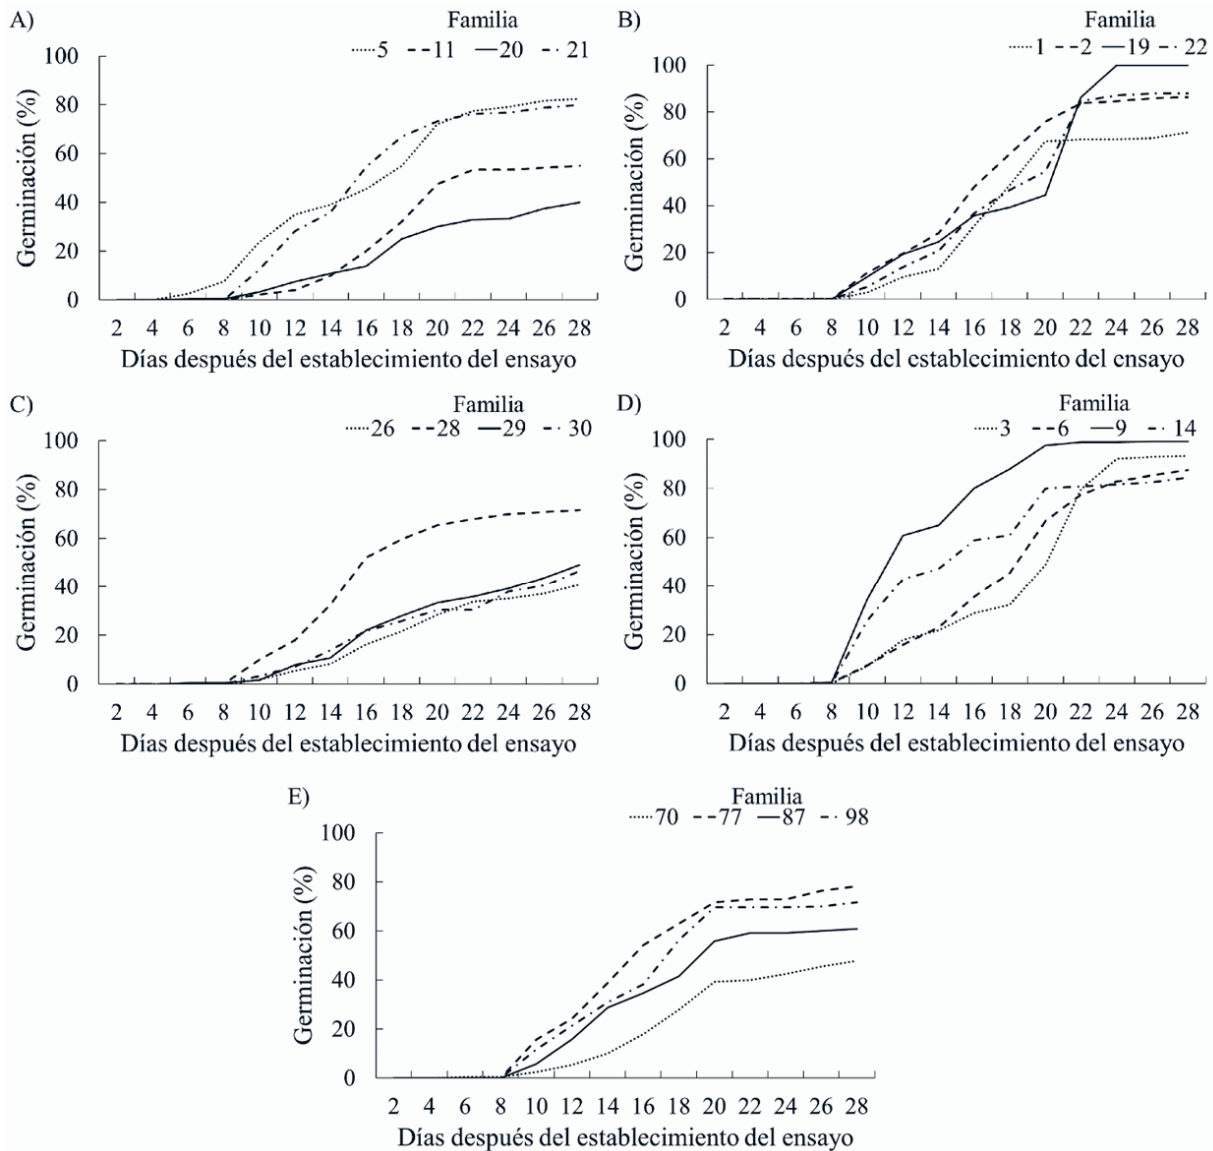 A)
Familia
5 11 20 21
100
80
60
40
20
0
Germinación (%)
2 4 6 8 10 12 14 16 18 20 22 24 26 28
Días después del establecimiento del ensayo
B)
Familia
1 2 19 22
100
80
60
40
20
0
Germinación (%)
2 4 6 8 10 12 14 16 18 20 22 24 26 28
Días después del establecimiento del ensayo
C)
Familia
26 28 29 30
100
80
60
40
20
0
Germinación (%)
2 4 6 8 10 12 14 16 18 20 22 24 26 28
Días después del establecimiento del ensayo
D)
Familia
3 6 9 14
100
80
60
40
20
0
Germinación (%)
2 4 6 8 10 12 14 16 18 20 22 24 26 28
Días después del establecimiento del ensayo
E)
Familia
70 77 87 98
100
80
60
40
20
0
Germinación (%)
2 4 6 8 10 12 14 16 18 20 22 24 26 28
Días después del establecimiento del ensayo